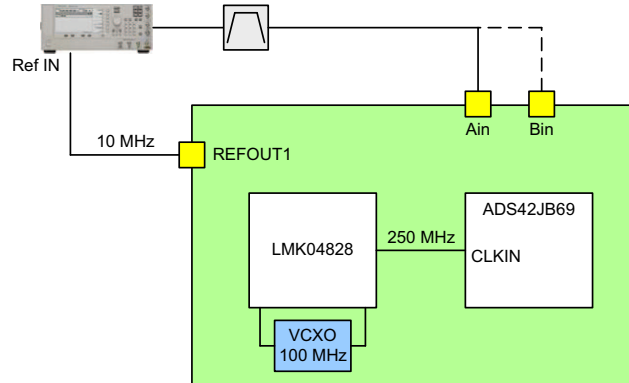 Ref IN
Ain
Bin
10 MHz
REFOUT1
ADS42JB69
LMK04828
250 MHz
CLKIN
VCXO
100 MHz